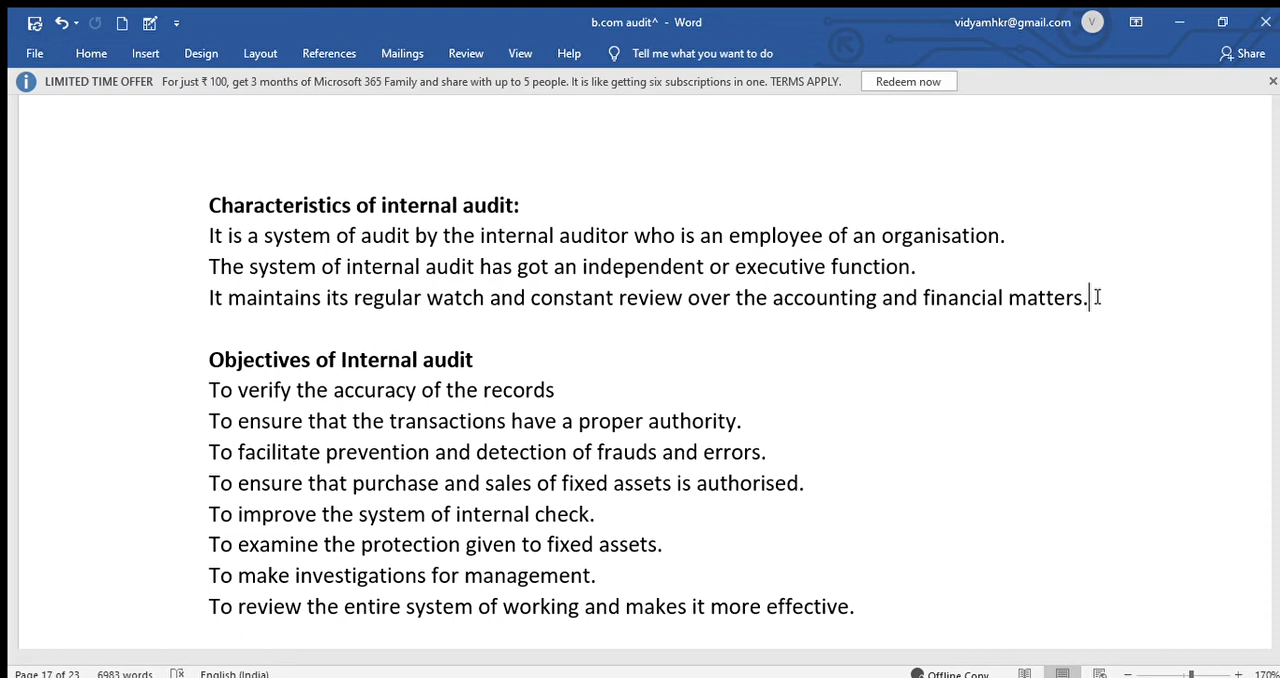 b.com audit^ - Word
vidyamhkr@gmail.com V
File Home Insert Design Layout References Mailings Review View Help Tell me what you want to do Share
LIMITED TIME OFFER For just ₹ 100, get 3 months of Microsoft 365 Family and share with up to 5 people. It is like getting six subscriptions in one. TERMS APPLY. Redeem now
Characteristics of internal audit:
It is a system of audit by the internal auditor who is an employee of an organisation.
The system of internal audit has got an independent or executive function.
It maintains its regular watch and constant review over the accounting and financial matters.
Objectives of Internal audit
To verify the accuracy of the records
To ensure that the transactions have a proper authority.
To facilitate prevention and detection of frauds and errors.
To ensure that purchase and sales of fixed assets is authorised.
To improve the system of internal check.
To examine the protection given to fixed assets.
To make investigations for management.
To review the entire system of working and makes it more effective.
Page 17 of 23 6983 words English (India) Offline Copy 170%